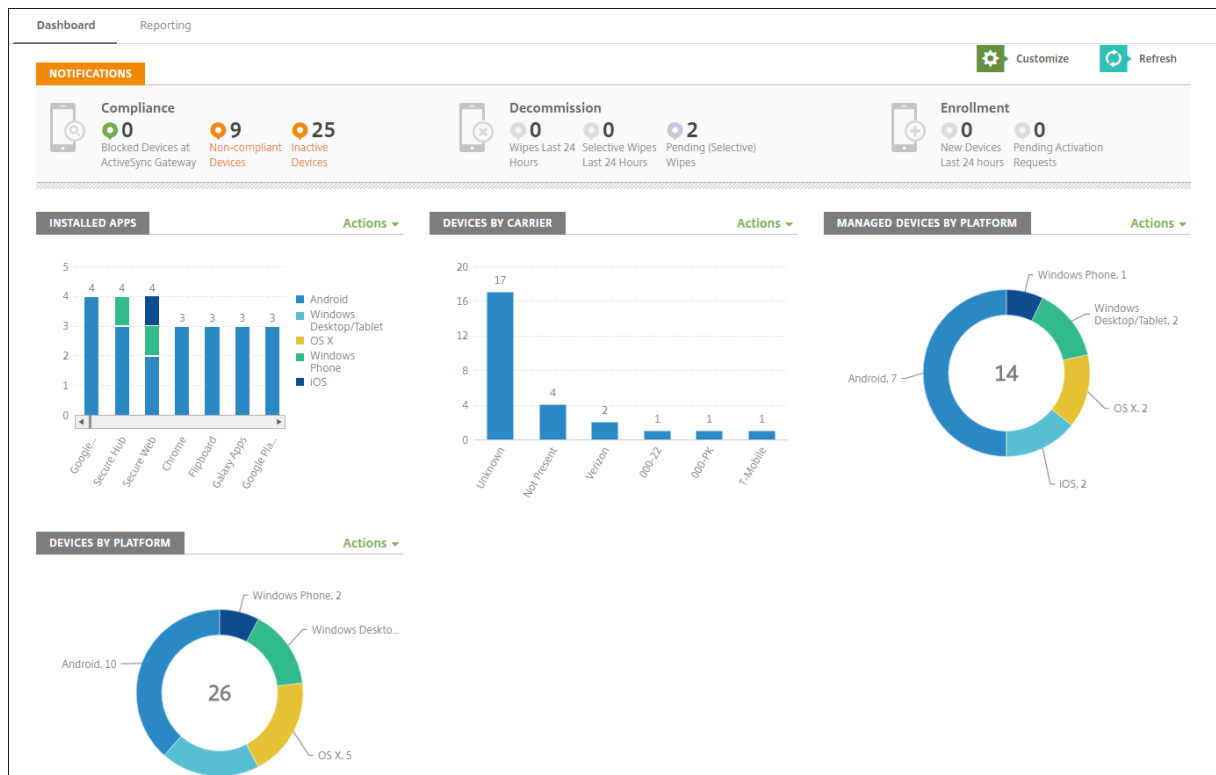 Dashboard
Reporting
Customize
Refresh
NOTIFICATIONS
Compliance
0
Blocked Devices at
ActiveSync Gateway
9
Non-compliant
Devices
25
Inactive
Devices
Decommission
0
Wipes Last 24
Hours
0
Selective Wipes
Last 24 Hours
2
Pending (Selective)
Wipes
Enrollment
0
New Devices
Last 24 hours
0
Pending Activation
Requests
INSTALLED APPS
Actions
5
4
3
2
1
0
4
4
4
3
3
3
3
Google...
Secure Hub
Secure Web
Chrome
Flipboard
Galaxy Apps
Google Pla...
Android
Windows
Desktop/Tablet
OS X
Windows
Phone
iOS
DEVICES BY CARRIER
Actions
20
16
12
8
4
0
17
4
2
1
1
1
Unknown
Not Present
Verizon
000-22
000-PK
T-Mobile
MANAGED DEVICES BY PLATFORM
Actions
Windows Phone, 1
Windows
Desktop/Tablet, 2
Android, 7
14
OS X, 2
iOS, 2
DEVICES BY PLATFORM
Actions
Windows Phone, 2
Windows Deskto...
Android, 10
26
OS X, 5